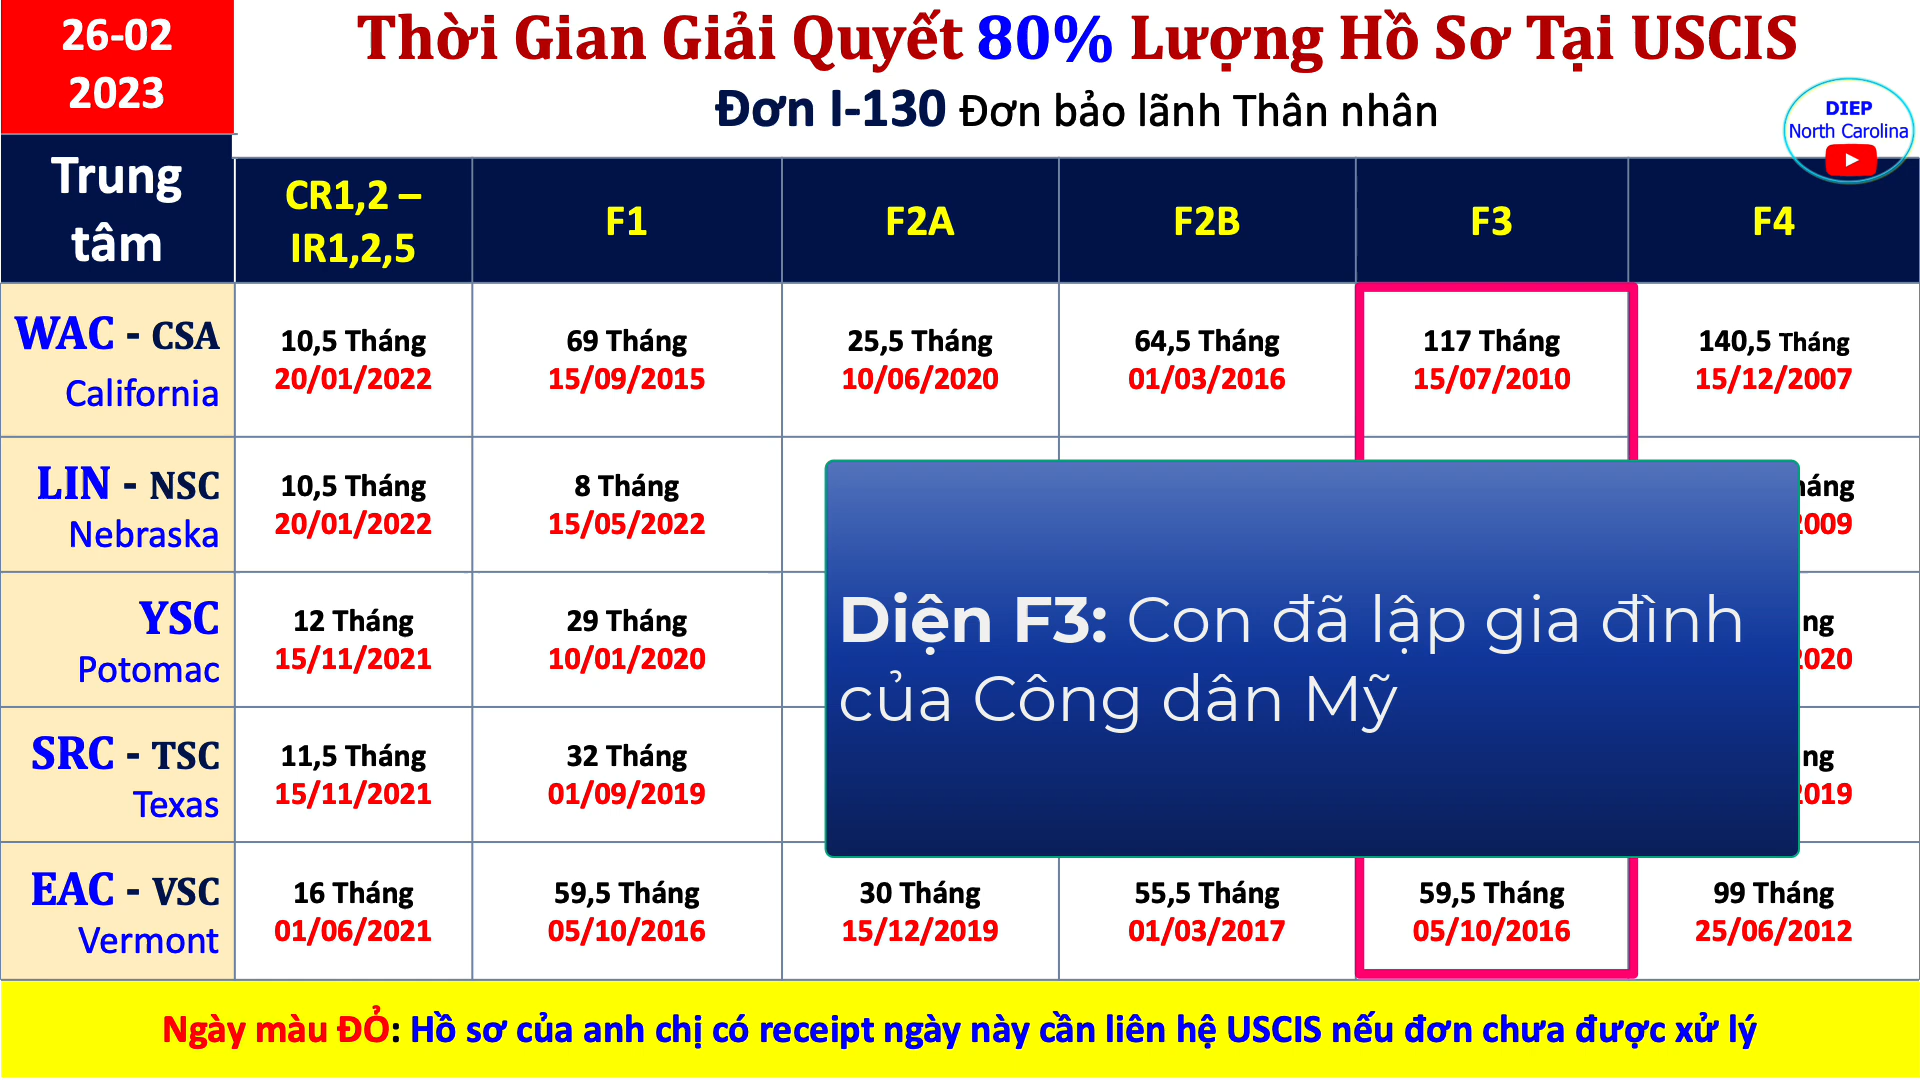 26-02
2023
Thời Gian Giải Quyết 80% Lượng Hồ Sơ Tại USCIS
Đơn I-130 Đơn bảo lãnh Thân nhân
DIEP
North Carolina
Trung
tâm
CR1,2 –
IR1,2,5
F1
F2A
F2B
F3
F4
WAC - CSA
California
10,5 Tháng
20/01/2022
69 Tháng
15/09/2015
25,5 Tháng
10/06/2020
64,5 Tháng
01/03/2016
117 Tháng
15/07/2010
140,5 Tháng
15/12/2007
LIN - NSC
Nebraska
10,5 Tháng
20/01/2022
8 Tháng
15/05/2022
YSC
Potomac
12 Tháng
15/11/2021
29 Tháng
10/01/2020
SRC - TSC
Texas
11,5 Tháng
15/11/2021
32 Tháng
01/09/2019
Diện F3: Con đã lập gia đình
của Công dân Mỹ
EAC - VSC
Vermont
16 Tháng
01/06/2021
59,5 Tháng
05/10/2016
30 Tháng
15/12/2019
55,5 Tháng
01/03/2017
59,5 Tháng
05/10/2016
99 Tháng
25/06/2012
Ngày màu ĐỎ: Hồ sơ của anh chị có receipt ngày này cần liên hệ USCIS nếu đơn chưa được xử lý